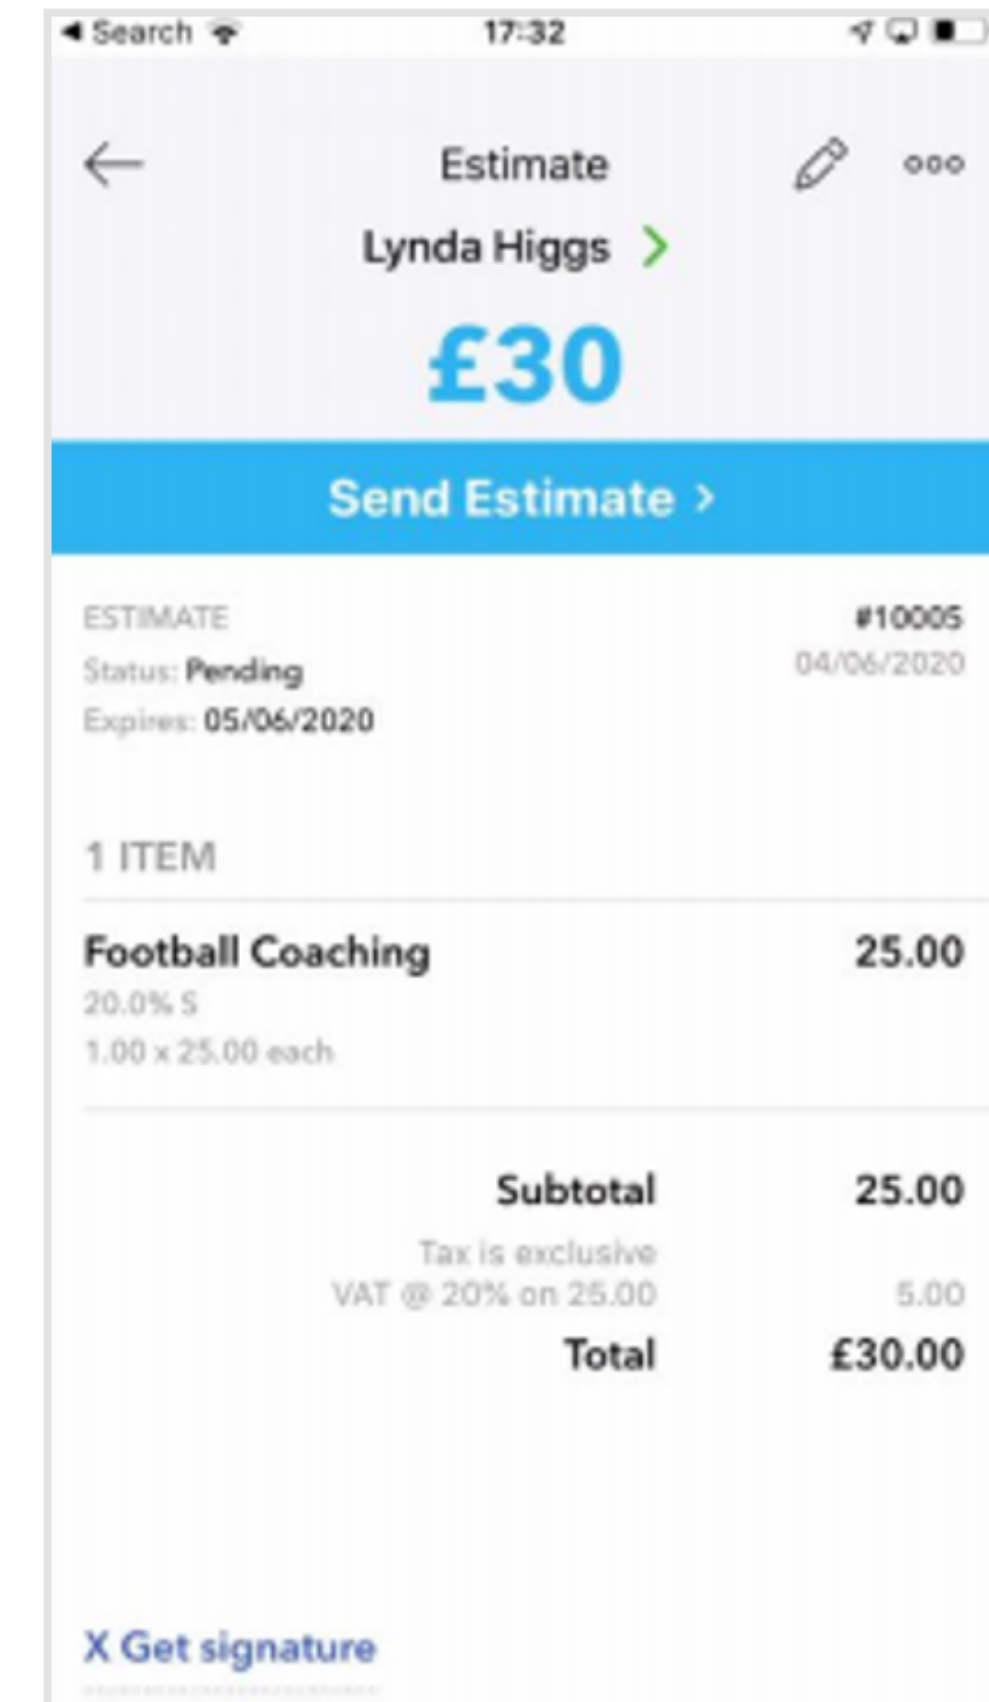 Search
17:32
Estimate
Lynda Higgs
£30
Send Estimate >
ESTIMATE #10005
Status: Pending 04/06/2020
Expires: 05/06/2020
1 ITEM
Football Coaching 25.00
20.0% S
1.00 x 25.00 each
Subtotal 25.00
Tax is exclusive
VAT @ 20% on 25.00 5.00
Total £30.00
X Get signature